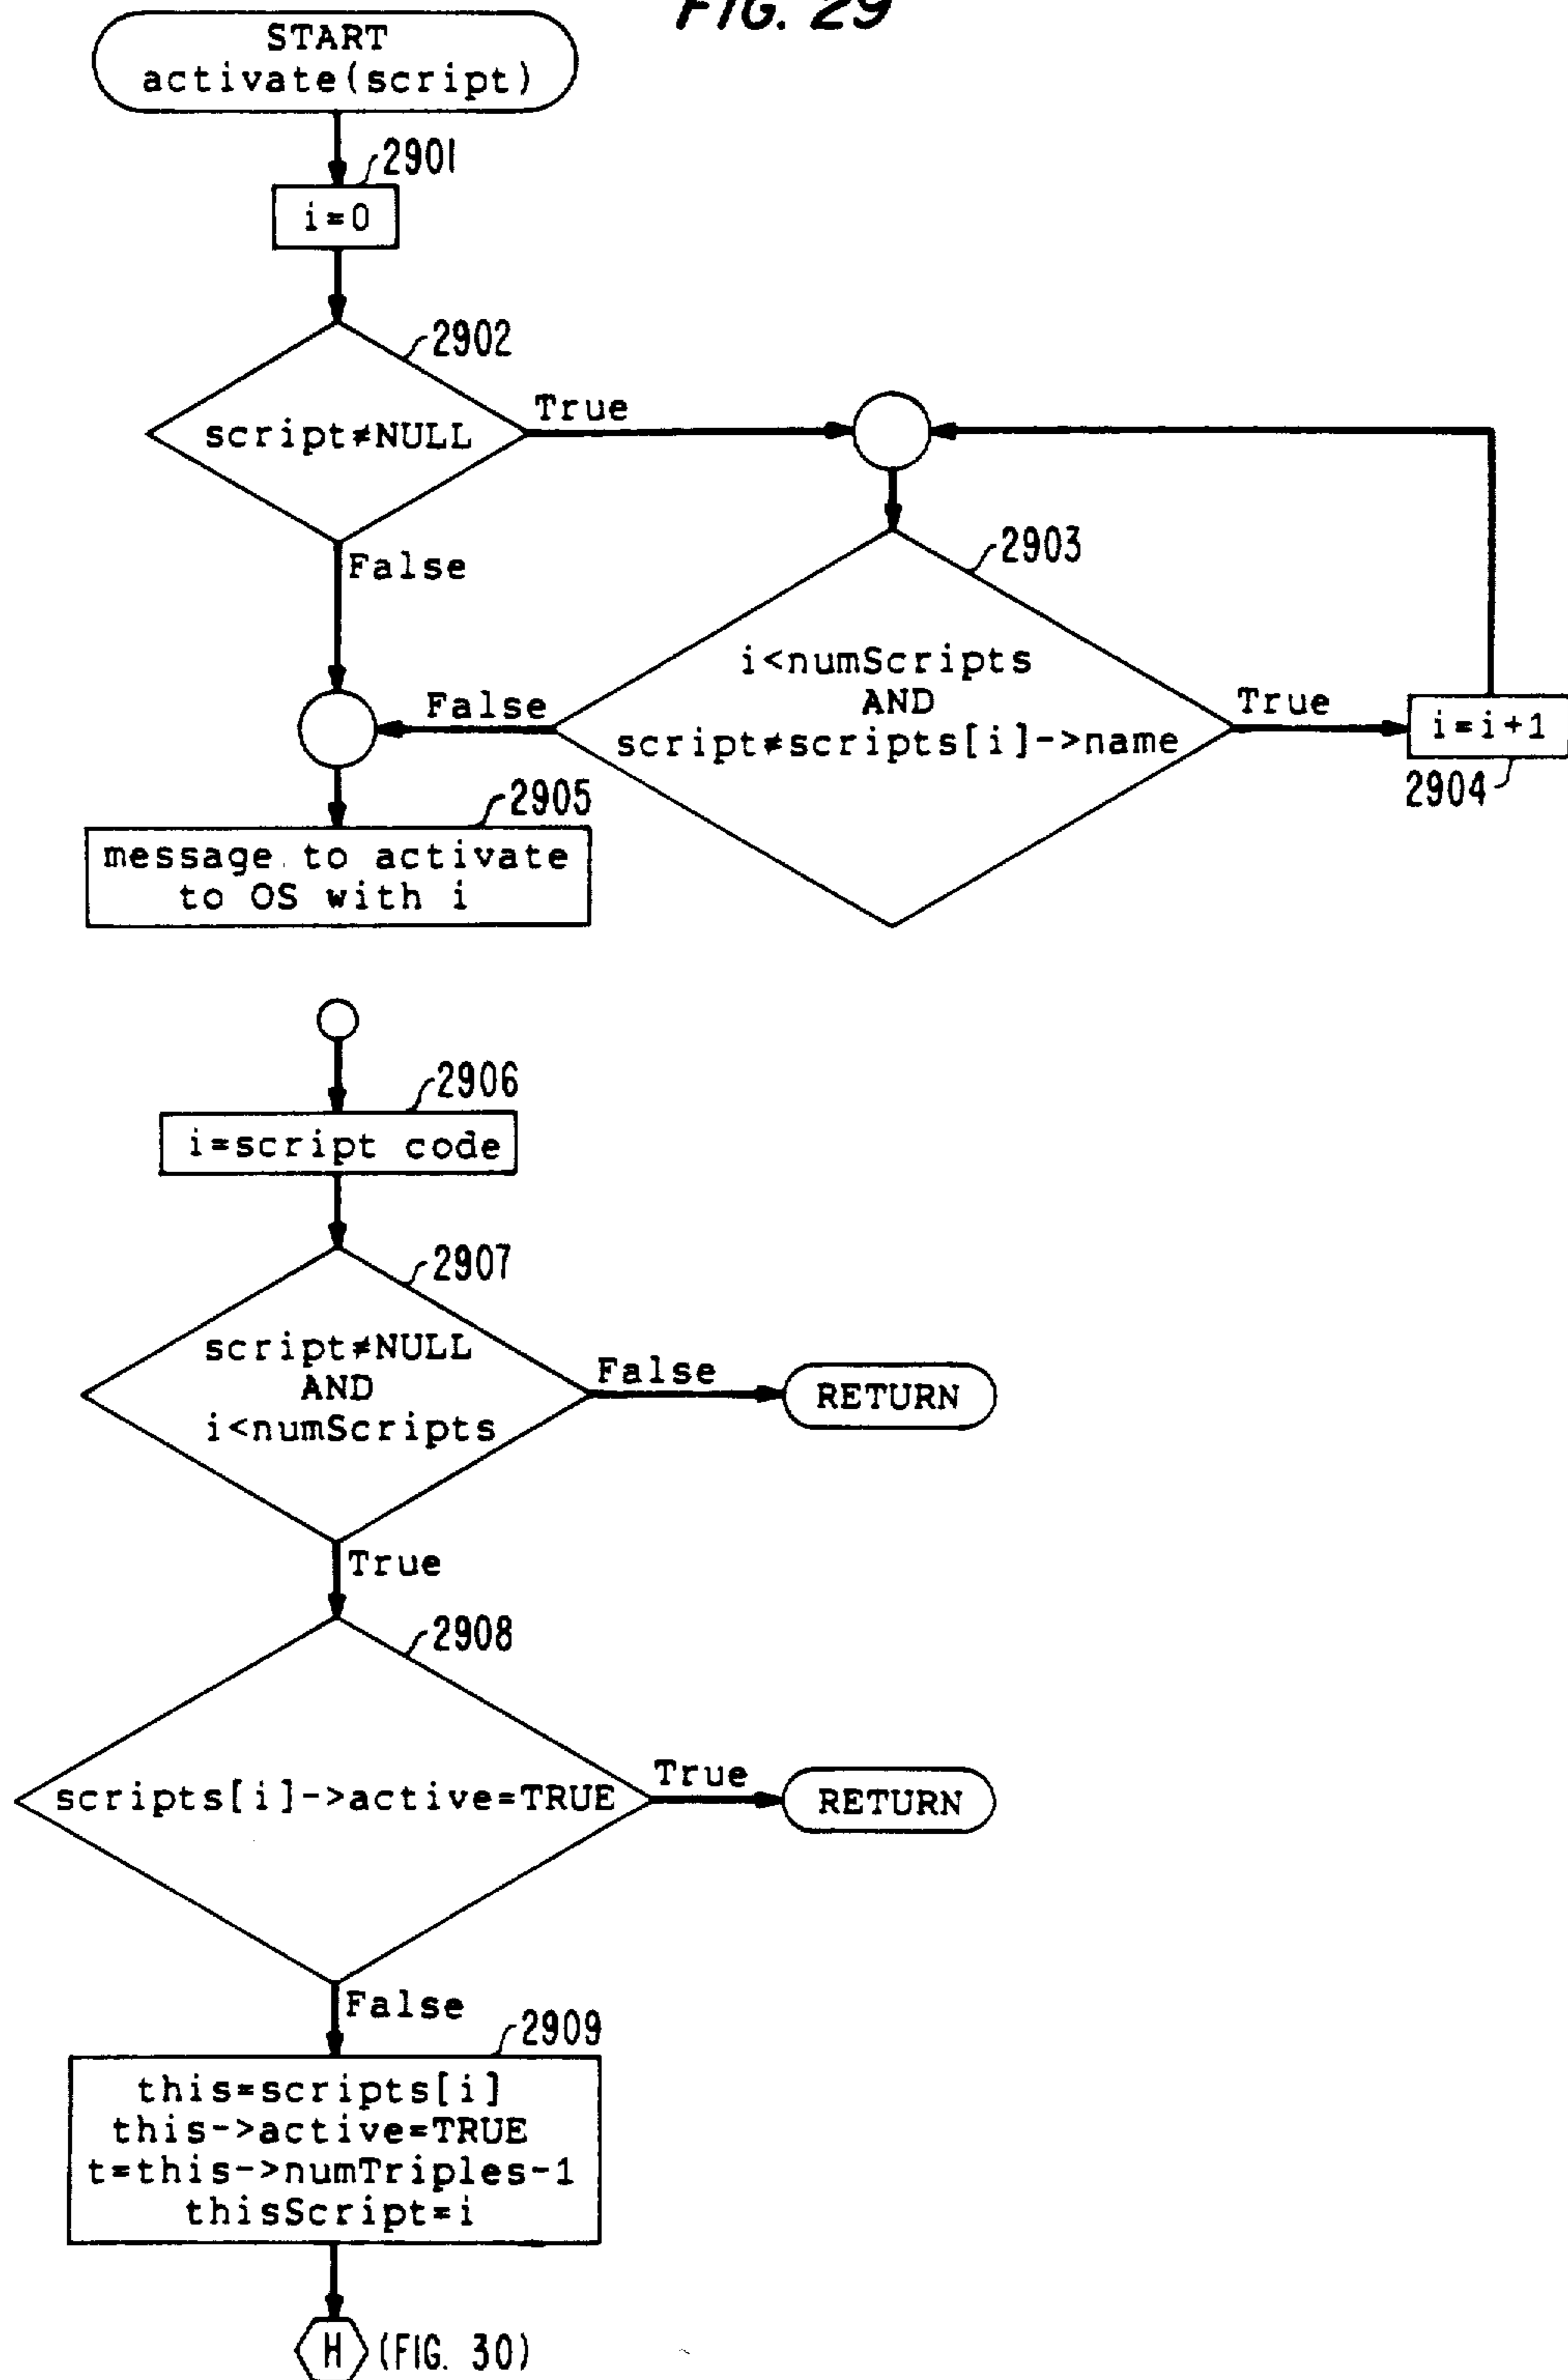 FIG. 29
START
activate(script)
2901
i=0
2902
script≠NULL
True
False
2903
i<numScripts
AND
script≠scripts[i]->name
False
True
i=i+1
2904
2905
message to activate
to OS with i
2906
i=script code
2907
script≠NULL
AND
i<numScripts
False
RETURN
True
2908
scripts[i]->active=TRUE
True
RETURN
False
2909
this=scripts[i]
this->active=TRUE
t=this->numTriples-1
thisScript=i
H (FIG. 30)